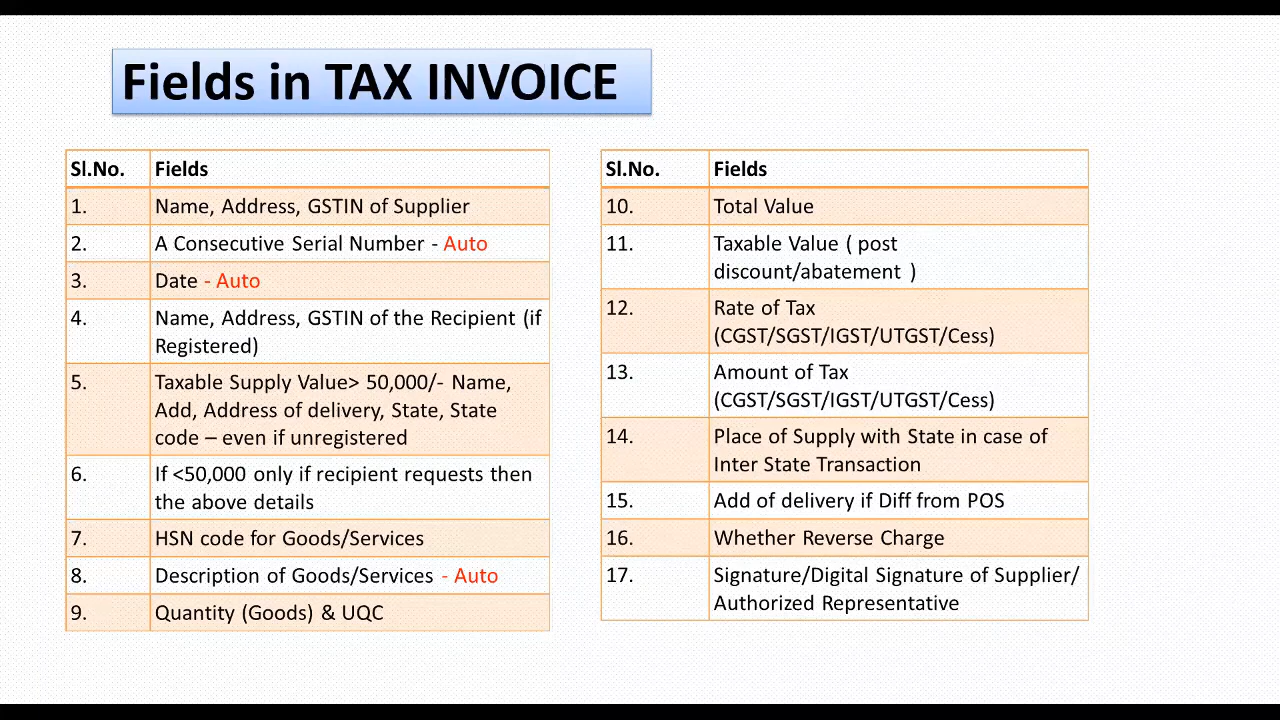 Fields in TAX INVOICE
Sl.No. Fields
1. Name, Address, GSTIN of Supplier
2. A Consecutive Serial Number - Auto
3. Date - Auto
4. Name, Address, GSTIN of the Recipient (if
Registered)
5. Taxable Supply Value> 50,000/- Name,
Add, Address of delivery, State, State
code – even if unregistered
6. If <50,000 only if recipient requests then
the above details
7. HSN code for Goods/Services
8. Description of Goods/Services - Auto
9. Quantity (Goods) & UQC
Sl.No. Fields
10. Total Value
11. Taxable Value ( post
discount/abatement )
12. Rate of Tax
(CGST/SGST/IGST/UTGST/Cess)
13. Amount of Tax
(CGST/SGST/IGST/UTGST/Cess)
14. Place of Supply with State in case of
Inter State Transaction
15. Add of delivery if Diff from POS
16. Whether Reverse Charge
17. Signature/Digital Signature of Supplier/
Authorized Representative